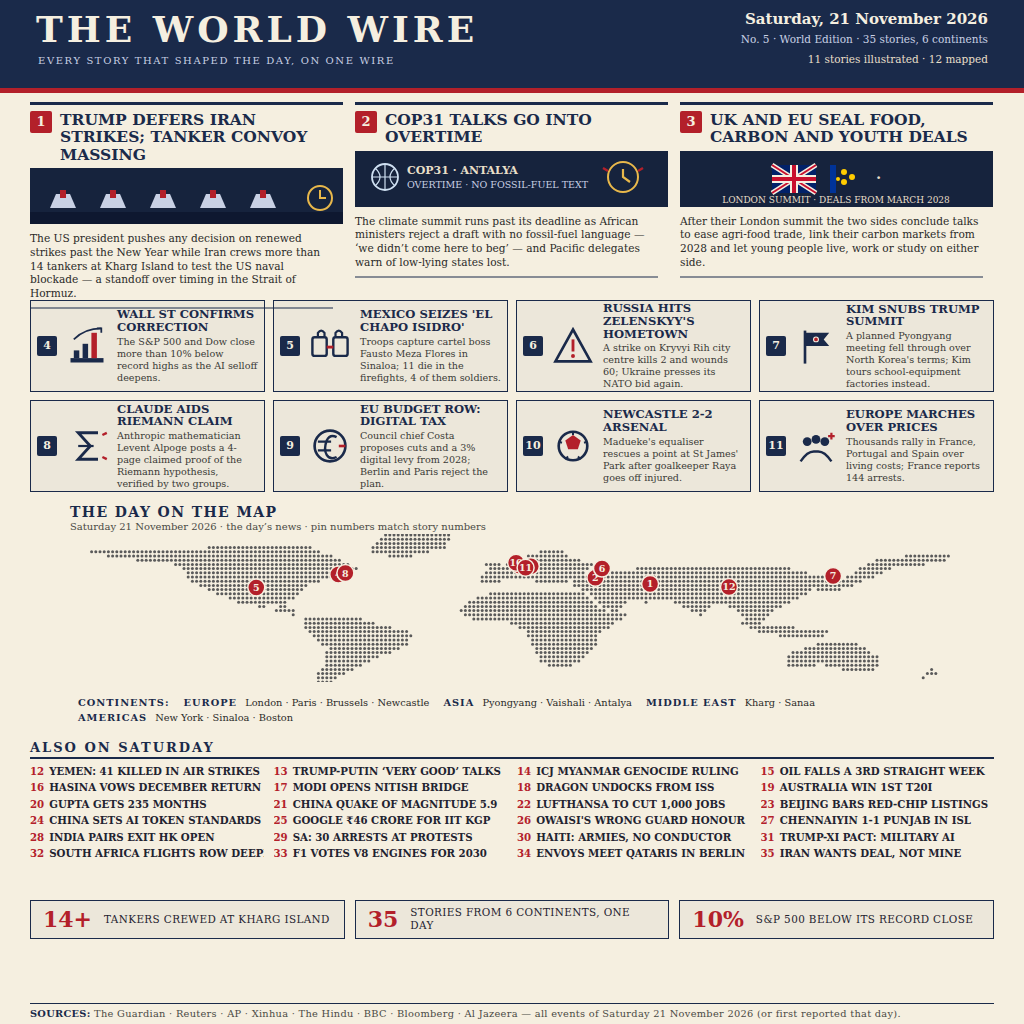 THE WORLD WIRE
EVERY STORY THAT SHAPED THE DAY, ON ONE WIRE
Saturday, 21 November 2026
No. 5 · World Edition · 35 stories, 6 continents
11 stories illustrated · 12 mapped
1
TRUMP DEFERS IRAN
STRIKES; TANKER CONVOY
MASSING
The US president pushes any decision on renewed
strikes past the New Year while Iran crews more than
14 tankers at Kharg Island to test the US naval
blockade — a standoff over timing in the Strait of
Hormuz.
2
COP31 TALKS GO INTO
OVERTIME
COP31 · ANTALYA
OVERTIME · NO FOSSIL-FUEL TEXT
The climate summit runs past its deadline as African
ministers reject a draft with no fossil-fuel language —
‘we didn’t come here to beg’ — and Pacific delegates
warn of low-lying states lost.
3
UK AND EU SEAL FOOD,
CARBON AND YOUTH DEALS
LONDON SUMMIT · DEALS FROM MARCH 2028
After their London summit the two sides conclude talks
to ease agri-food trade, link their carbon markets from
2028 and let young people live, work or study on either
side.
4
WALL ST CONFIRMS
CORRECTION
The S&P 500 and Dow close
more than 10% below
record highs as the AI selloff
deepens.
5
MEXICO SEIZES 'EL
CHAPO ISIDRO'
Troops capture cartel boss
Fausto Meza Flores in
Sinaloa; 11 die in the
firefights, 4 of them soldiers.
6
RUSSIA HITS
ZELENSKYY'S
HOMETOWN
A strike on Kryvyi Rih city
centre kills 2 and wounds
60; Ukraine presses its
NATO bid again.
7
KIM SNUBS TRUMP
SUMMIT
A planned Pyongyang
meeting fell through over
North Korea's terms; Kim
tours school-equipment
factories instead.
8
CLAUDE AIDS
RIEMANN CLAIM
Anthropic mathematician
Levent Alpoge posts a 4-
page claimed proof of the
Riemann hypothesis,
verified by two groups.
9
EU BUDGET ROW:
DIGITAL TAX
Council chief Costa
proposes cuts and a 3%
digital levy from 2028;
Berlin and Paris reject the
plan.
10
NEWCASTLE 2-2
ARSENAL
Madueke's equaliser
rescues a point at St James'
Park after goalkeeper Raya
goes off injured.
11
EUROPE MARCHES
OVER PRICES
Thousands rally in France,
Portugal and Spain over
living costs; France reports
144 arrests.
THE DAY ON THE MAP
Saturday 21 November 2026 · the day’s news · pin numbers match story numbers
5
8
11
2
6
1
12
7
CONTINENTS: EUROPE London · Paris · Brussels · Newcastle ASIA Pyongyang · Vaishali · Antalya MIDDLE EAST Kharg · Sanaa
AMERICAS New York · Sinaloa · Boston
ALSO ON SATURDAY
12 YEMEN: 41 KILLED IN AIR STRIKES 13 TRUMP-PUTIN ‘VERY GOOD’ TALKS 14 ICJ MYANMAR GENOCIDE RULING 15 OIL FALLS A 3RD STRAIGHT WEEK
16 HASINA VOWS DECEMBER RETURN 17 MODI OPENS NITISH BRIDGE 18 DRAGON UNDOCKS FROM ISS 19 AUSTRALIA WIN 1ST T20I
20 GUPTA GETS 235 MONTHS 21 CHINA QUAKE OF MAGNITUDE 5.9 22 LUFTHANSA TO CUT 1,000 JOBS 23 BEIJING BARS RED-CHIP LISTINGS
24 CHINA SETS AI TOKEN STANDARDS 25 GOOGLE ₹46 CRORE FOR IIT KGP 26 OWAISI'S WRONG GUARD HONOUR 27 CHENNAIYIN 1-1 PUNJAB IN ISL
28 INDIA PAIRS EXIT HK OPEN 29 SA: 30 ARRESTS AT PROTESTS 30 HAITI: ARMIES, NO CONDUCTOR 31 TRUMP-XI PACT: MILITARY AI
32 SOUTH AFRICA FLIGHTS ROW DEEP 33 F1 VOTES V8 ENGINES FOR 2030 34 ENVOYS MEET QATARIS IN BERLIN 35 IRAN WANTS DEAL, NOT MINE
14+ TANKERS CREWED AT KHARG ISLAND
35 STORIES FROM 6 CONTINENTS, ONE
DAY
10% S&P 500 BELOW ITS RECORD CLOSE
SOURCES: The Guardian · Reuters · AP · Xinhua · The Hindu · BBC · Bloomberg · Al Jazeera — all events of Saturday 21 November 2026 (or first reported that day).